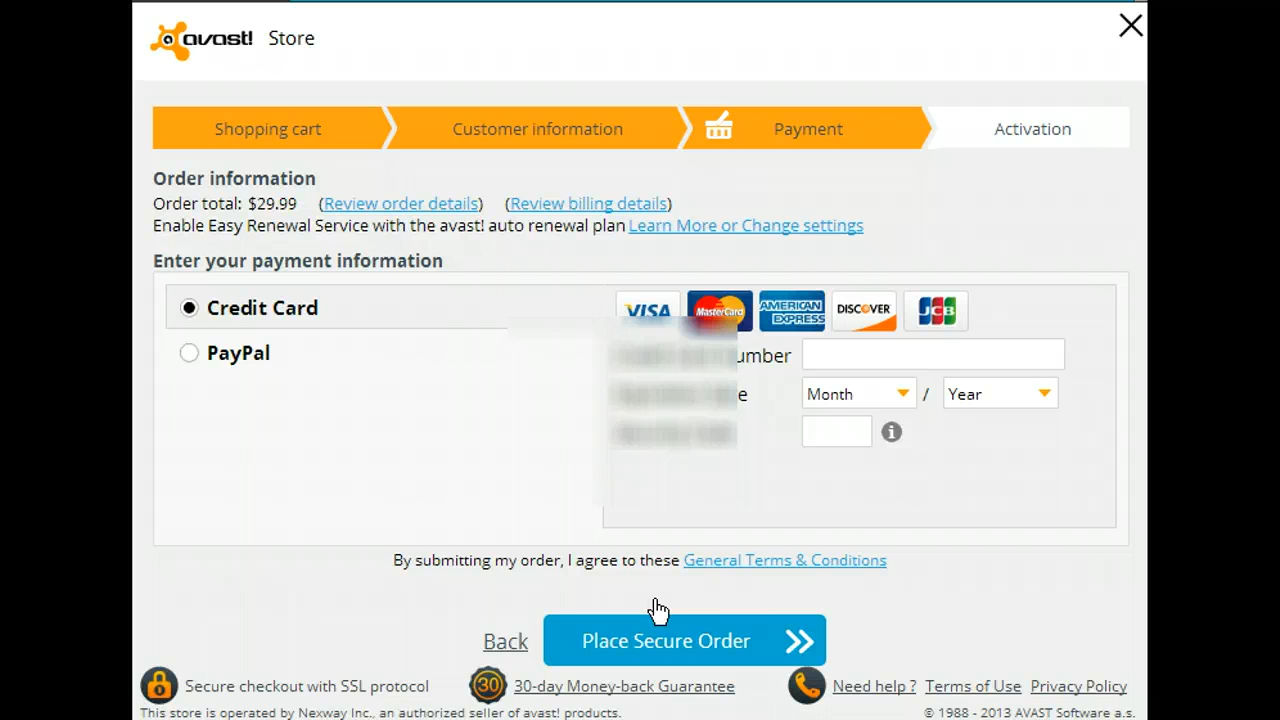 avast! Store
Shopping cart
Customer information
Payment
Activation
Order information
Order total: $29.99 (Review order details) (Review billing details)
Enable Easy Renewal Service with the avast! auto renewal plan Learn More or Change settings
Enter your payment information
Credit Card
VISA MasterCard AMERICAN EXPRESS DISCOVER JCB
PayPal
Month / Year
By submitting my order, I agree to these General Terms & Conditions
Back
Place Secure Order
Secure checkout with SSL protocol
30 30-day Money-back Guarantee
Need help ? Terms of Use Privacy Policy
This store is operated by Nexway Inc., an authorized seller of avast! products.
© 1988 - 2013 AVAST Software a.s.